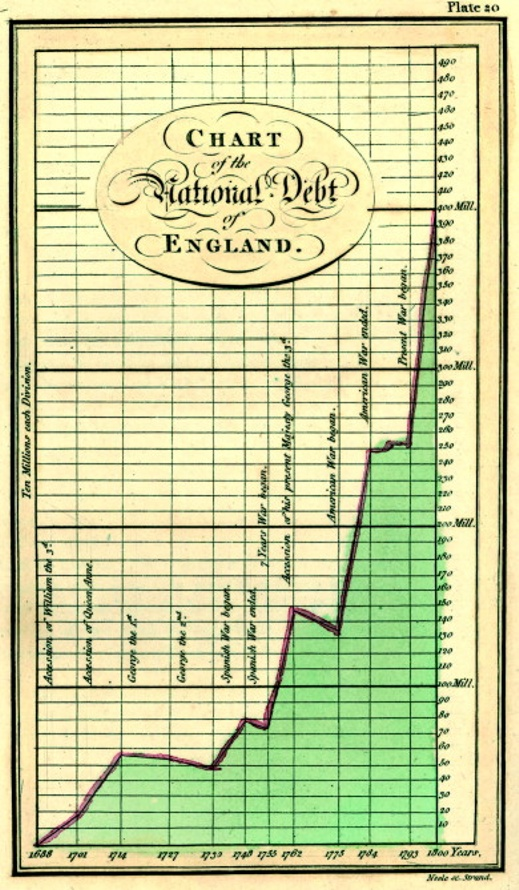 Plate 20
CHART
of the
National Debt
of
ENGLAND.
490
480
470
460
450
440
430
420
410
400 Mill.
390
380
370
360
350
340
330
320
310
300 Mill.
290
280
270
260
250
240
230
220
210
200 Mill.
190
180
170
160
150
140
130
120
110
100 Mill.
90
80
70
60
50
40
30
20
10
Ten Millions each Division.
Accession of William the 3d.
Accession of Queen Anne.
George the 1st.
George the 2nd
Spanish War began.
Spanish War ended.
7 Years War began.
Accession of his present Majesty George the 3d.
American War began.
American War ended.
Present War began.
1688 1701 1714 1727 1739 1748 1755 1762 1775 1784 1793 1800 Years.
Neele sc. Strand.